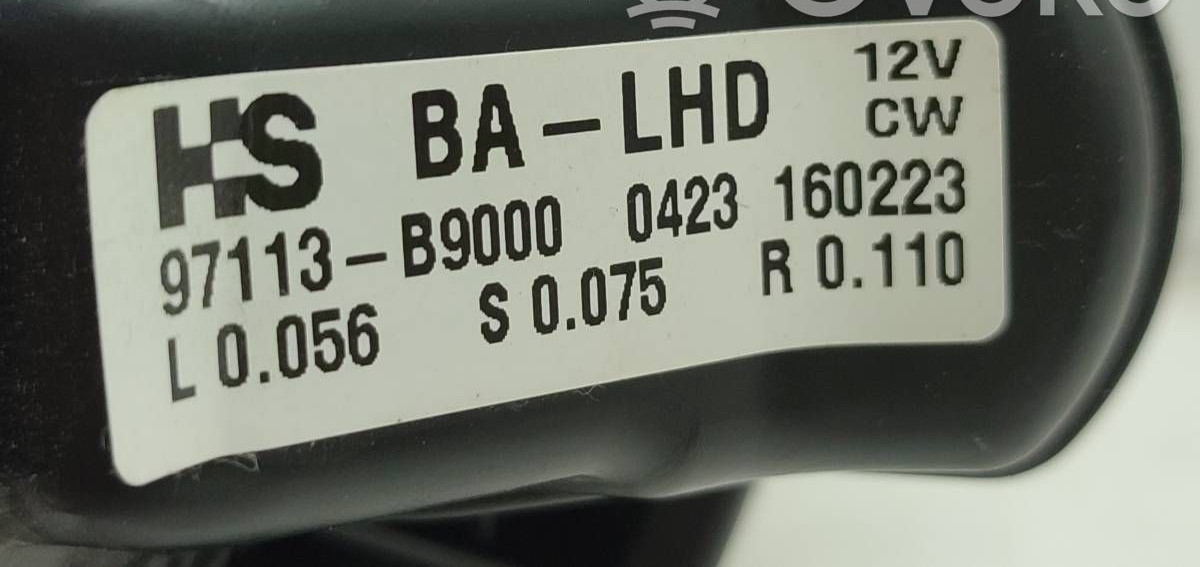 HS BA-LHD 12V
CW
97113-B9000 0423 160223
L 0.056 S 0.075 R 0.110